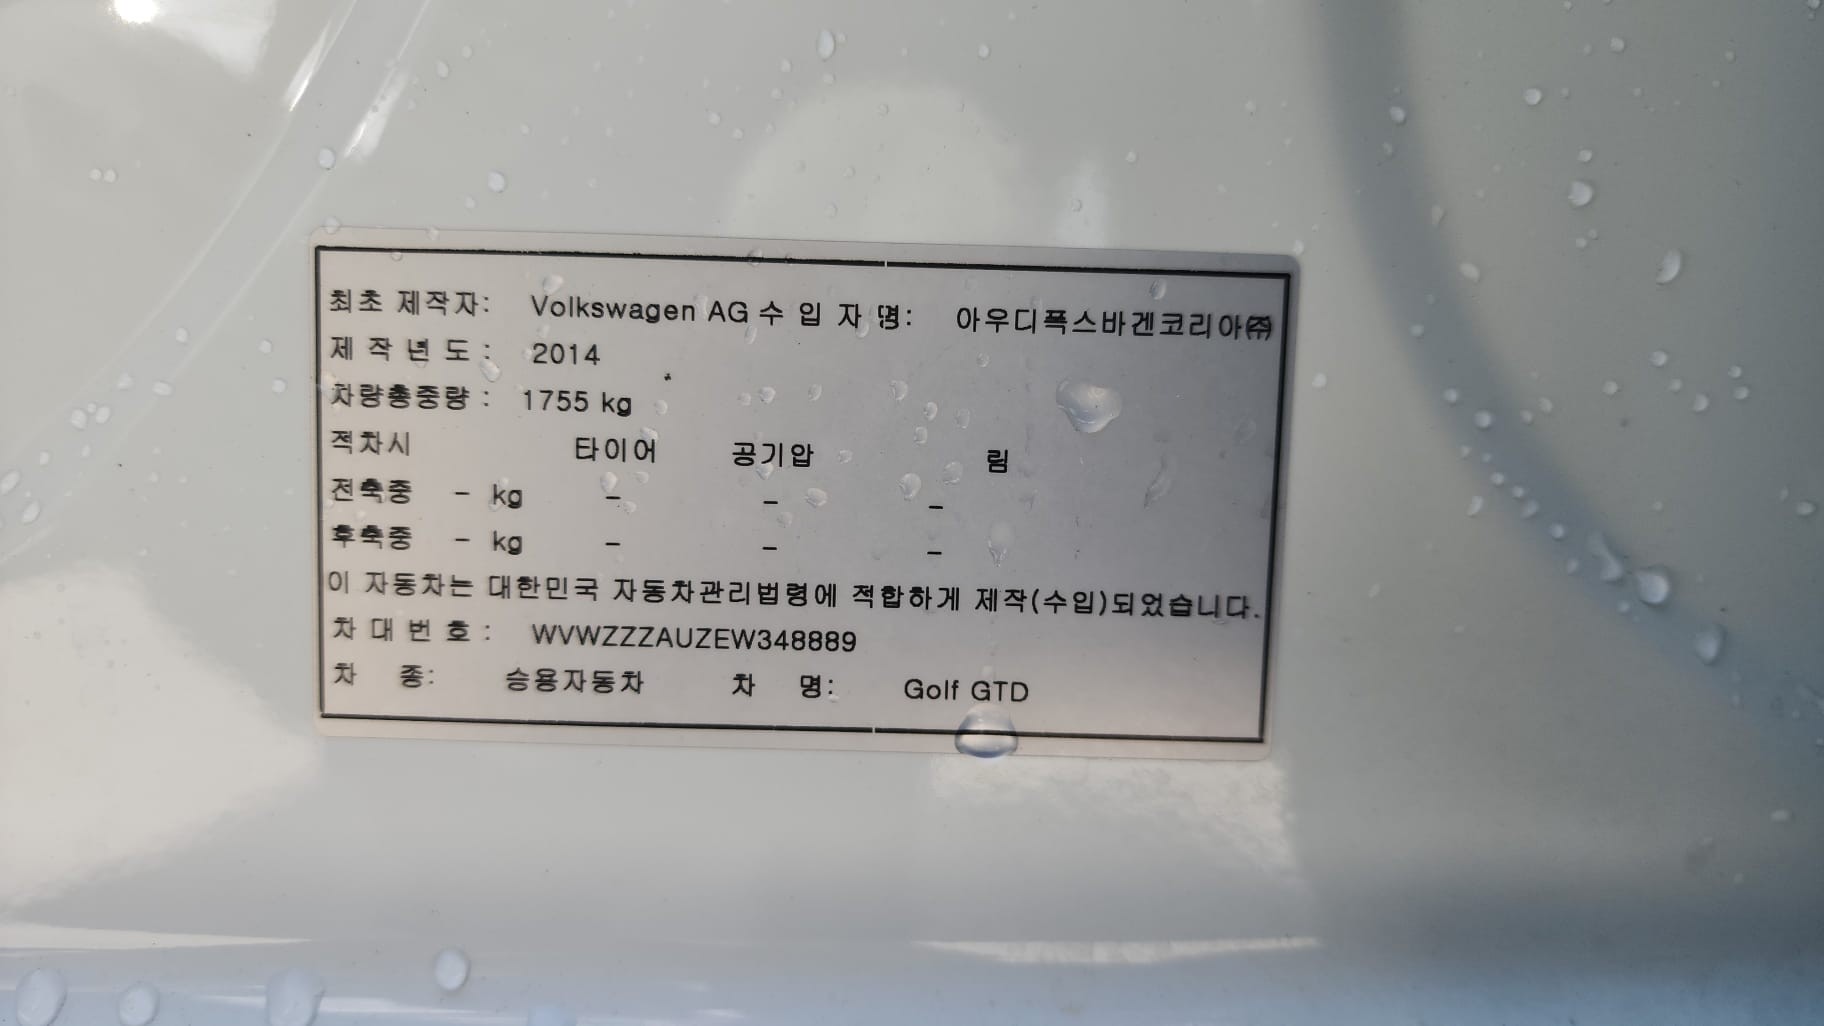 최초 제작자: Volkswagen AG 수 입 자 명: 아우디폭스바겐코리아㈜
제 작 년 도 : 2014
차량총중량 : 1755 kg
적차시 타이어 공기압 림
전축중 - kg - - -
후축중 - kg - - -
이 자동차는 대한민국 자동차관리법령에 적합하게 제작(수입)되었습니다.
차 대 번 호 : WVWZZZAUZEW348889
차 종: 승용자동차 차 명: Golf GTD